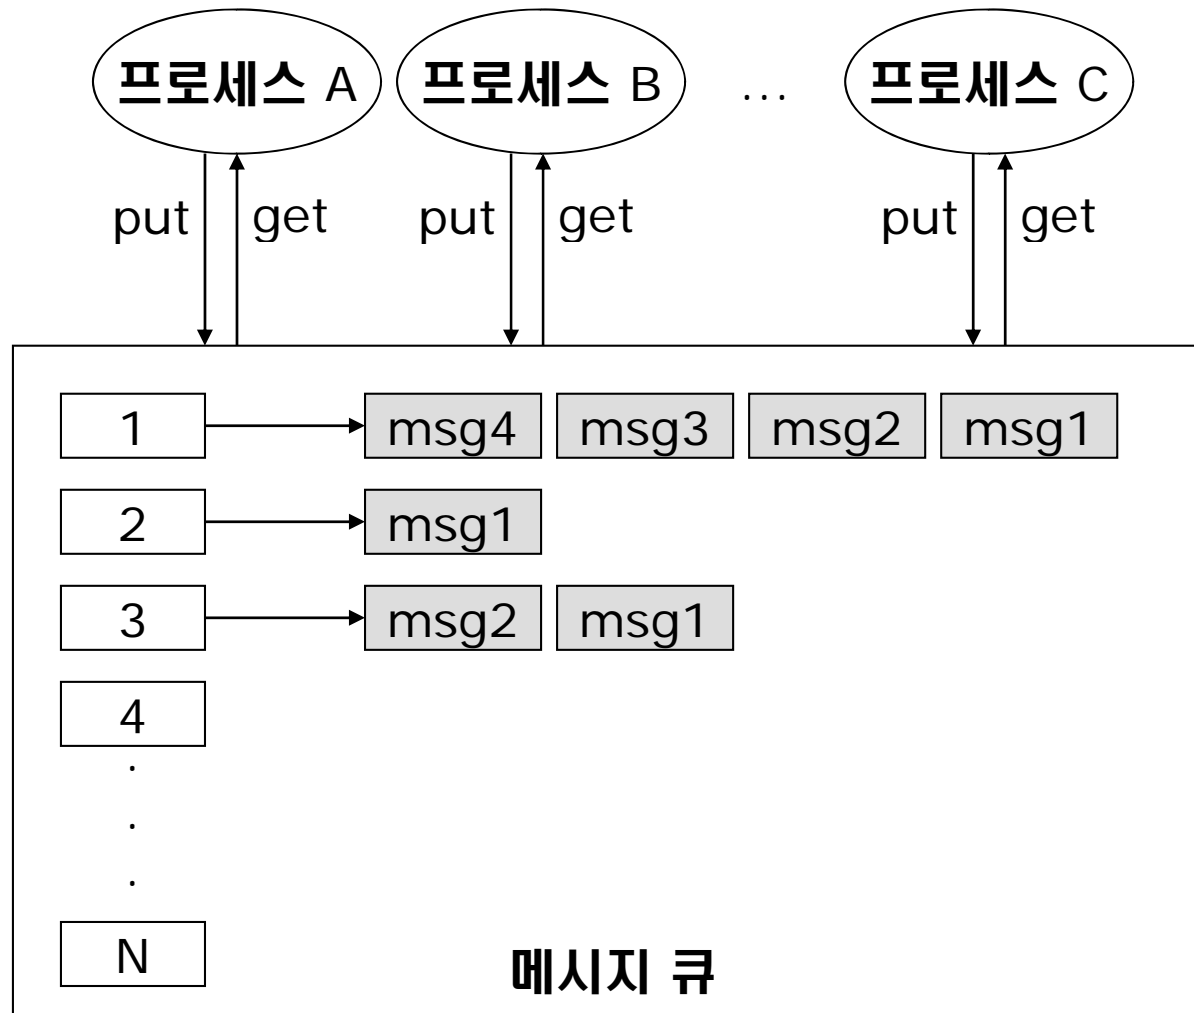 프로세스 A 프로세스 B ... 프로세스 C
put get put get put get
1 msg4 msg3 msg2 msg1
2 msg1
3 msg2 msg1
4
.
.
.
N
메시지 큐